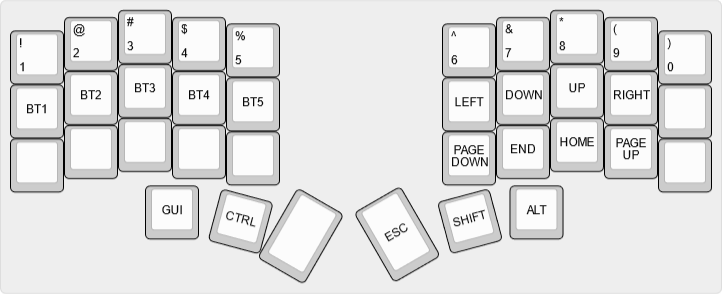 ! @ # $ % ^ & * ( )
1 2 3 4 5 6 7 8 9 0
BT1 BT2 BT3 BT4 BT5 LEFT DOWN UP RIGHT
PAGE DOWN END HOME PAGE UP
GUI CTRL ESC SHIFT ALT